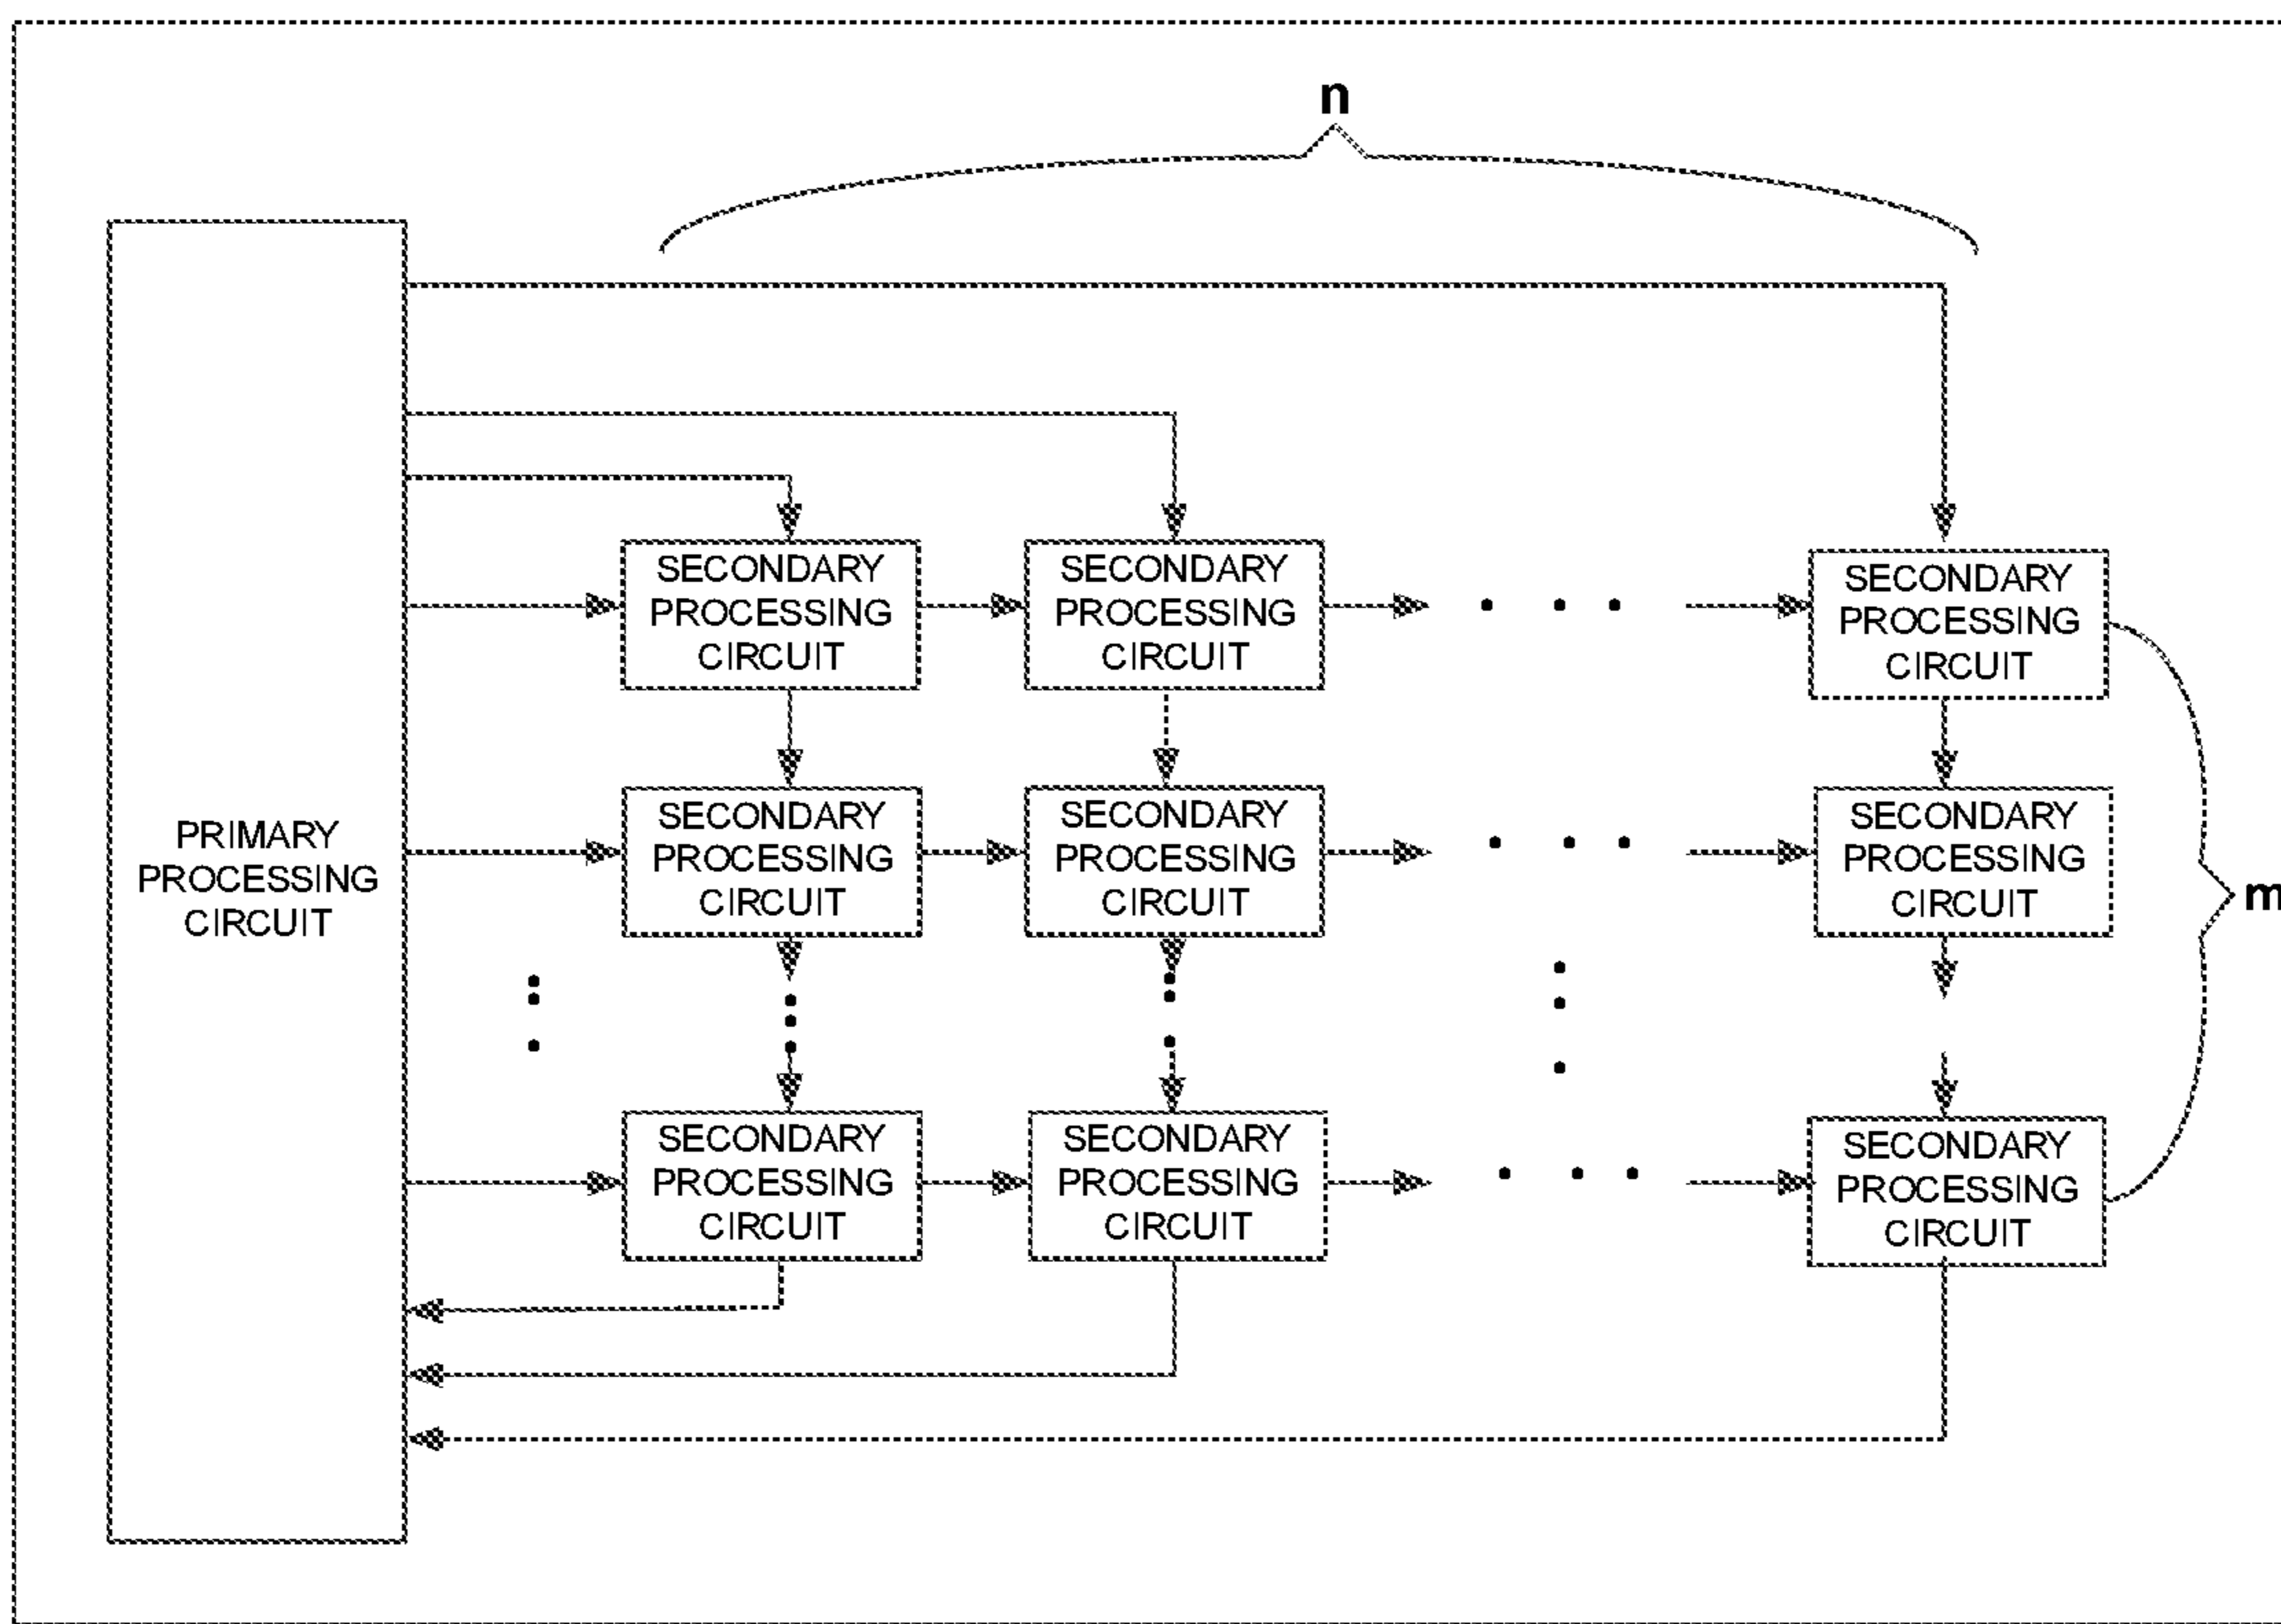 n
SECONDARY
PROCESSING
CIRCUIT
SECONDARY
PROCESSING
CIRCUIT
SECONDARY
PROCESSING
CIRCUIT
PRIMARY
PROCESSING
CIRCUIT
SECONDARY
PROCESSING
CIRCUIT
SECONDARY
PROCESSING
CIRCUIT
SECONDARY
PROCESSING
CIRCUIT
m
SECONDARY
PROCESSING
CIRCUIT
SECONDARY
PROCESSING
CIRCUIT
SECONDARY
PROCESSING
CIRCUIT